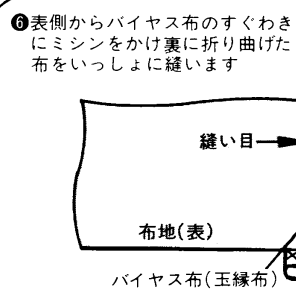 ❻表側からバイヤス布のすぐわき
にミシンをかけ裏に折り曲げた
布をいっしょに縫います
縫い目
布地(表)
バイヤス布(玉縁布)